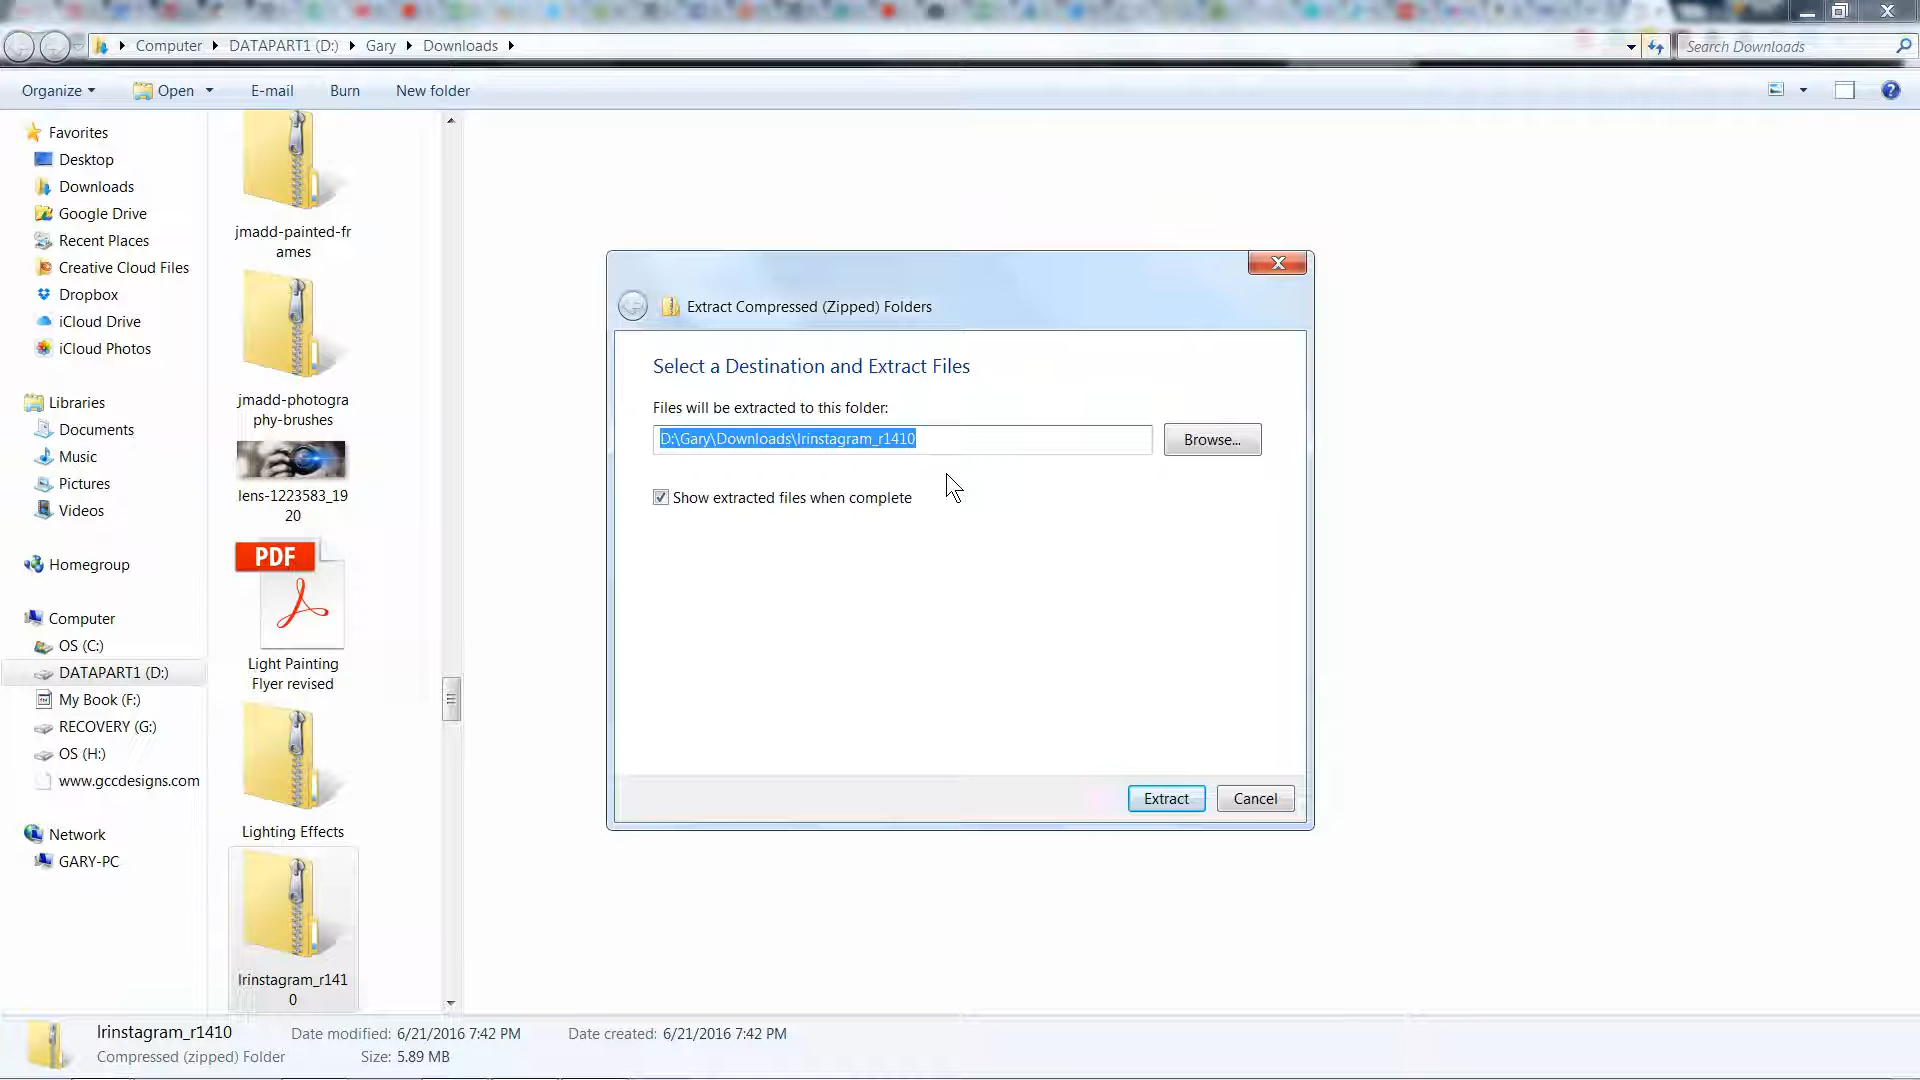 Computer DATAPART1 (D:) Gary Downloads
Search Downloads
Organize Open E-mail Burn New folder
Favorites
Desktop
Downloads
Google Drive
Recent Places
Creative Cloud Files
Dropbox
iCloud Drive
iCloud Photos
Libraries
Documents
Music
Pictures
Videos
Homegroup
Computer
OS (C:)
DATAPART1 (D:)
My Book (F:)
RECOVERY (G:)
OS (H:)
www.gccdesigns.com
Network
GARY-PC
jmadd-painted-fr
ames
jmadd-photogra
phy-brushes
lens-1223583_19
20
PDF
Light Painting
Flyer revised
Lighting Effects
lrinstagram_r141
0
Extract Compressed (Zipped) Folders
Select a Destination and Extract Files
Files will be extracted to this folder:
D:\Gary\Downloads\lrinstagram_r1410
Browse...
Show extracted files when complete
Extract Cancel
lrinstagram_r1410 Date modified: 6/21/2016 7:42 PM Date created: 6/21/2016 7:42 PM
Compressed (zipped) Folder Size: 5.89 MB